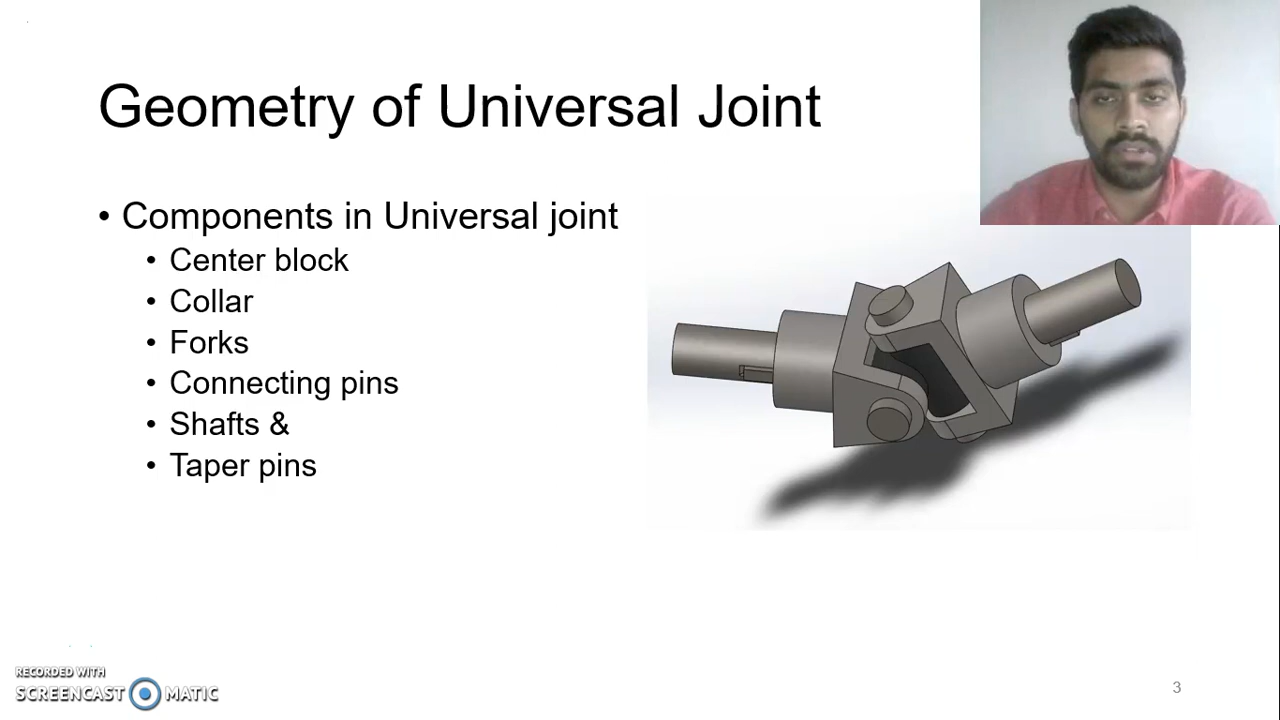 Geometry of Universal Joint
• Components in Universal joint
• Center block
• Collar
• Forks
• Connecting pins
• Shafts &
• Taper pins
RECORDED WITH
SCREENCAST MATIC
3